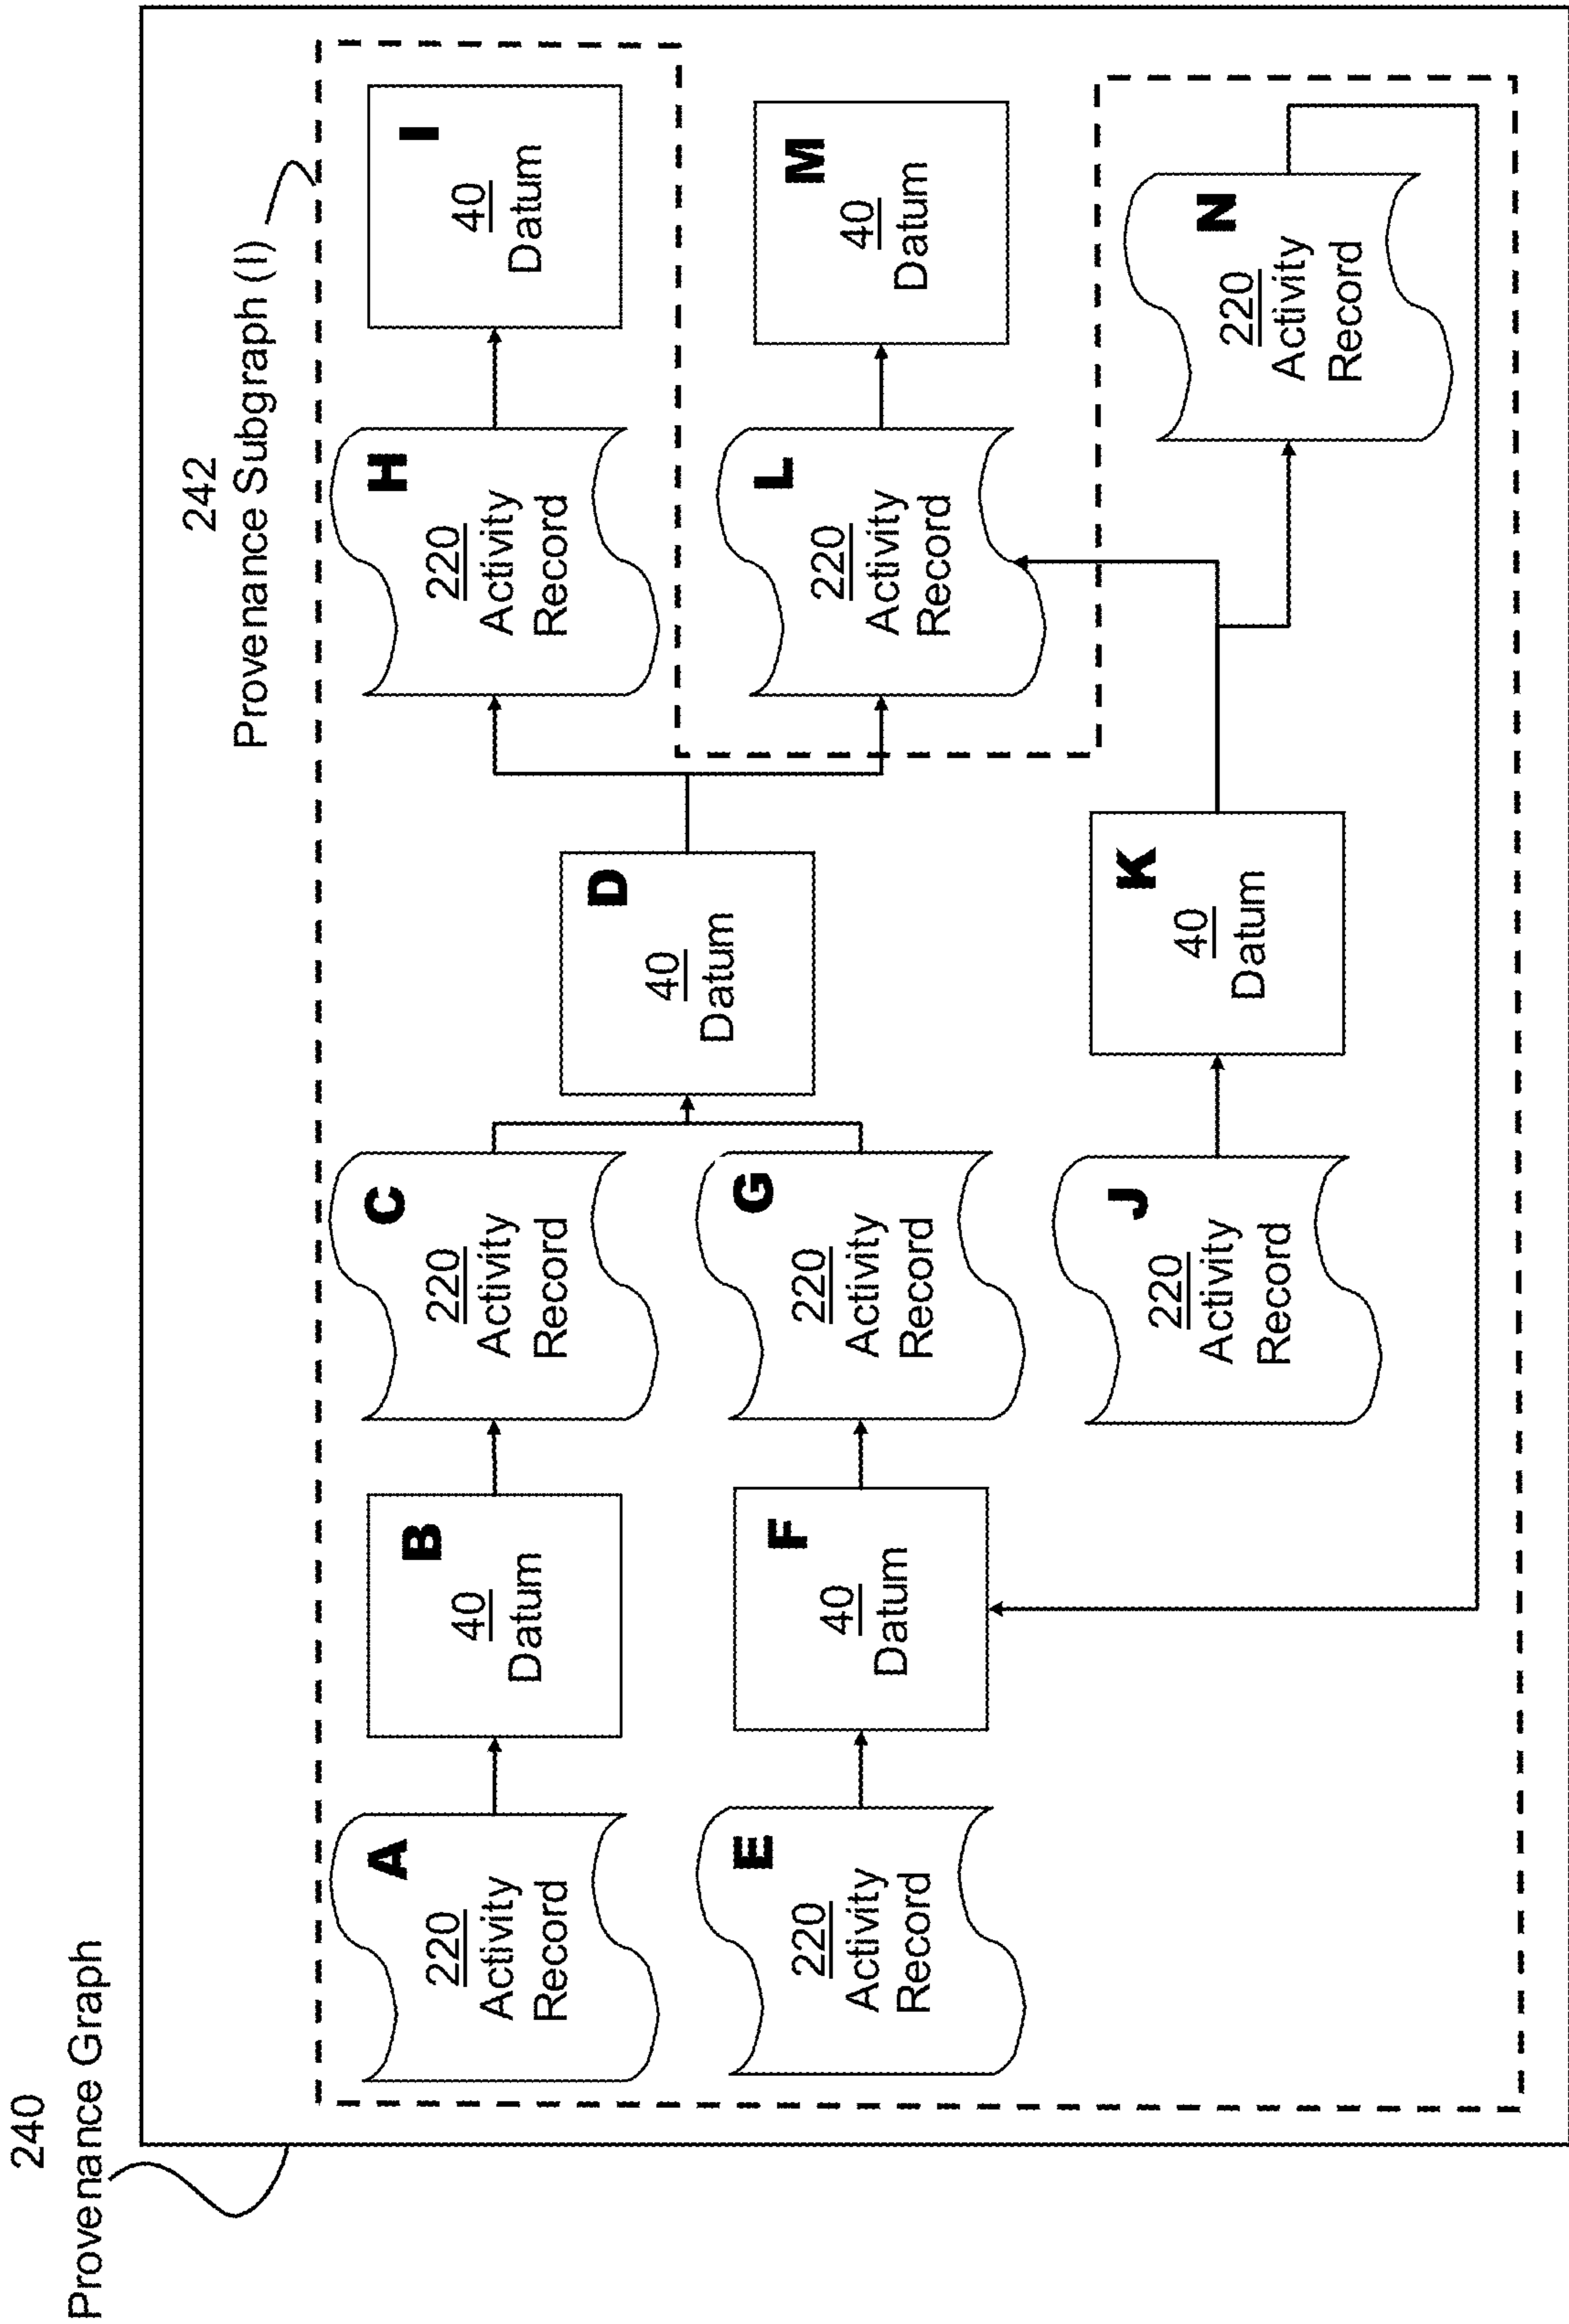 240
Provenance Graph
242
Provenance Subgraph (I)
A
220
Activity
Record
B
40
Datum
C
220
Activity
Record
D
40
Datum
H
220
Activity
Record
I
40
Datum
E
220
Activity
Record
F
40
Datum
G
220
Activity
Record
L
220
Activity
Record
M
40
Datum
J
220
Activity
Record
K
40
Datum
N
220
Activity
Record